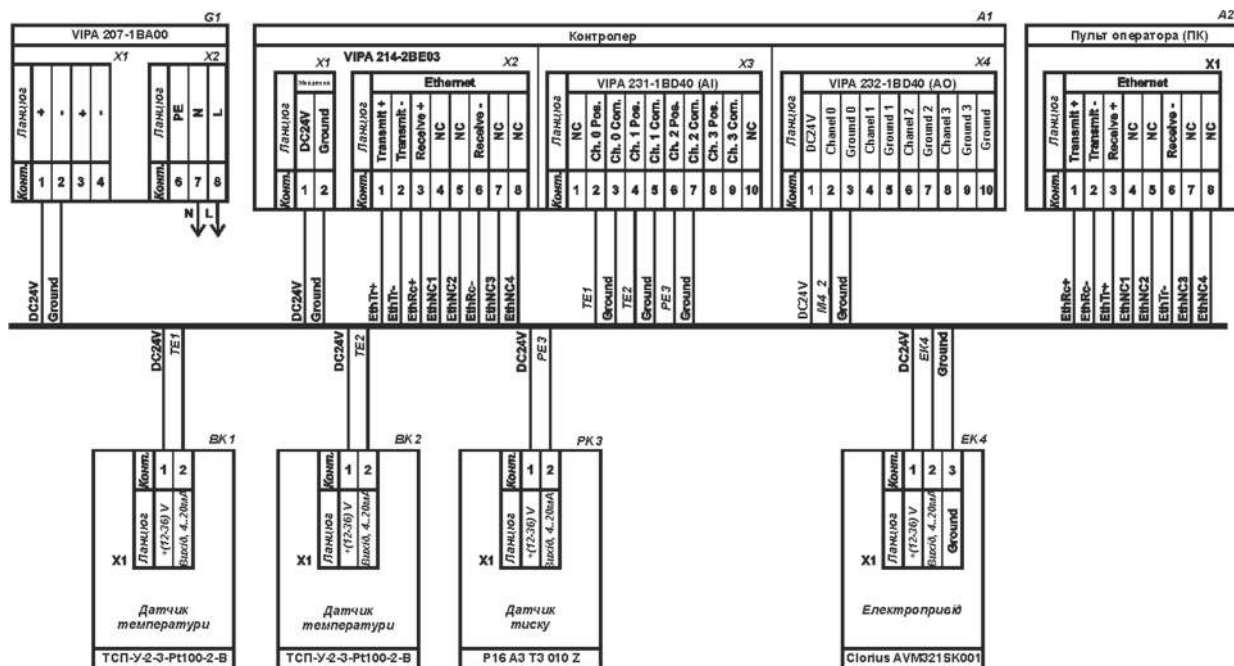 G1
VIPA 207-1BA00
X1
X2
Ланцюг
+
-
+
-
Ланцюг
PE
N
L
Конт.
1
2
3
4
Конт.
6
7
8
N
L
DC24V
Ground
A1
Контролер
VIPA 214-2BE03
X1
Ланцюг
DC24V
Ground
Конт.
1
2
DC24V
Ground
X2
Ethernet
Ланцюг
Transmit +
Transmit -
Receive +
NC
NC
Receive -
NC
NC
Конт.
1
2
3
4
5
6
7
8
EthTr+
EthTr-
EthRc+
EthNC1
EthNC2
EthRc-
EthNC3
EthNC4
X3
VIPA 231-1BD40 (AI)
Ланцюг
NC
Ch. 0 Pos.
Ch. 0 Com.
Ch. 1 Pos.
Ch. 1 Com.
Ch. 2 Pos.
Ch. 2 Com.
Ch. 3 Pos.
Ch. 3 Com.
NC
Конт.
1
2
3
4
5
6
7
8
9
10
TE1
Ground
TE2
Ground
PE3
Ground
X4
VIPA 232-1BD40 (AO)
Ланцюг
DC24V
Chanel 0
Ground 0
Chanel 1
Ground 1
Chanel 2
Ground 2
Chanel 3
Ground 3
Ground
Конт.
1
2
3
4
5
6
7
8
9
10
DC24V
M4_2
Ground
A2
Пульт оператора (ПК)
X1
Ethernet
Ланцюг
Transmit +
Transmit -
Receive +
NC
NC
Receive -
NC
NC
Конт.
1
2
3
4
5
6
7
8
EthRc+
EthRc-
EthTr+
EthNC1
EthNC2
EthTr-
EthNC3
EthNC4
DC24V
TE1
BK1
Конт.
1
2
X1
Ланцюг
+(12-36) V
Вихід, 4..20мА
Датчик
температури
ТСП-У-2-3-Pt100-2-В
DC24V
TE2
BK2
Конт.
1
2
X1
Ланцюг
+(12-36) V
Вихід, 4..20мА
Датчик
температури
ТСП-У-2-3-Pt100-2-В
DC24V
PE3
PK3
Конт.
1
2
X1
Ланцюг
+(12-36) V
Вихід, 4..20мА
Датчик
тиску
P16 A3 T3 010 Z
DC24V
EK4
Ground
EK4
Конт.
1
2
3
X1
Ланцюг
+(12-36) V
Вихід, 4..20мА
Ground
Електропривід
Clorius AVM321SK001